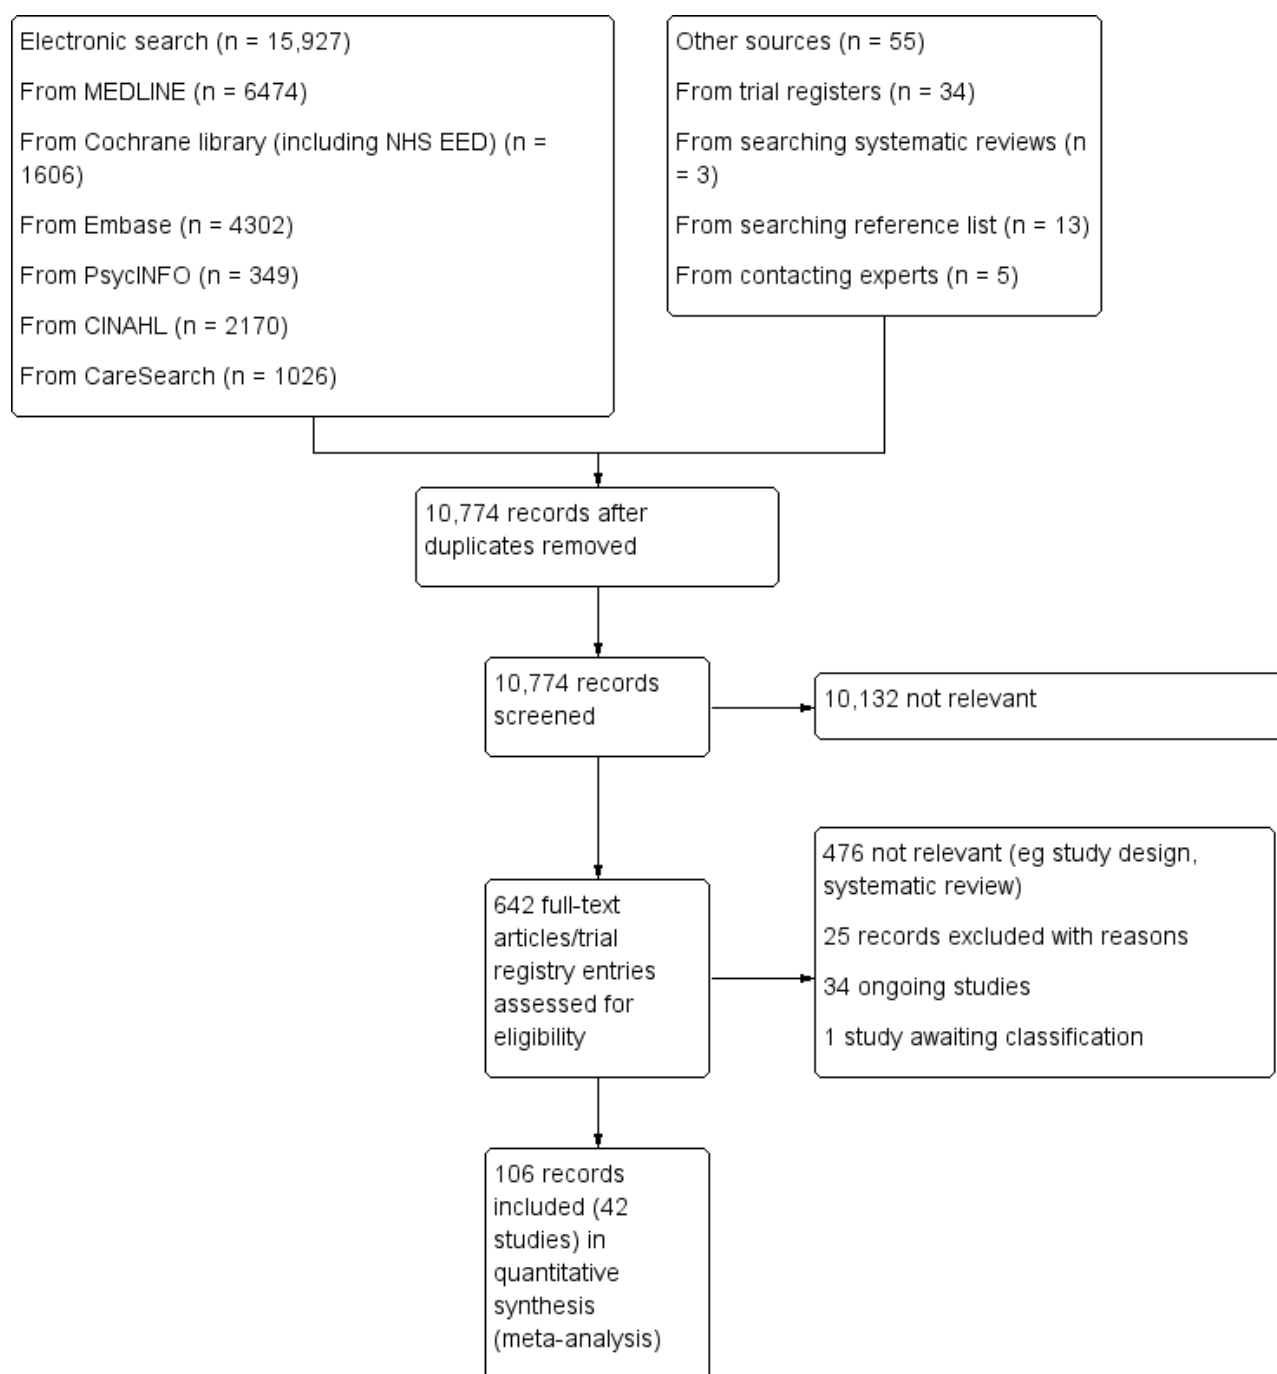 Electronic search (n = 15,927)
From MEDLINE (n = 6474)
From Cochrane library (including NHS EED) (n =
1606)
From Embase (n = 4302)
From PsycINFO (n = 349)
From CINAHL (n = 2170)
From CareSearch (n = 1026)
Other sources (n = 55)
From trial registers (n = 34)
From searching systematic reviews (n
= 3)
From searching reference list (n = 13)
From contacting experts (n = 5)
10,774 records after
duplicates removed
10,774 records
screened
10,132 not relevant
642 full-text
articles/trial
registry entries
assessed for
eligibility
476 not relevant (eg study design,
systematic review)
25 records excluded with reasons
34 ongoing studies
1 study awaiting classification
106 records
included (42
studies) in
quantitative
synthesis
(meta-analysis)